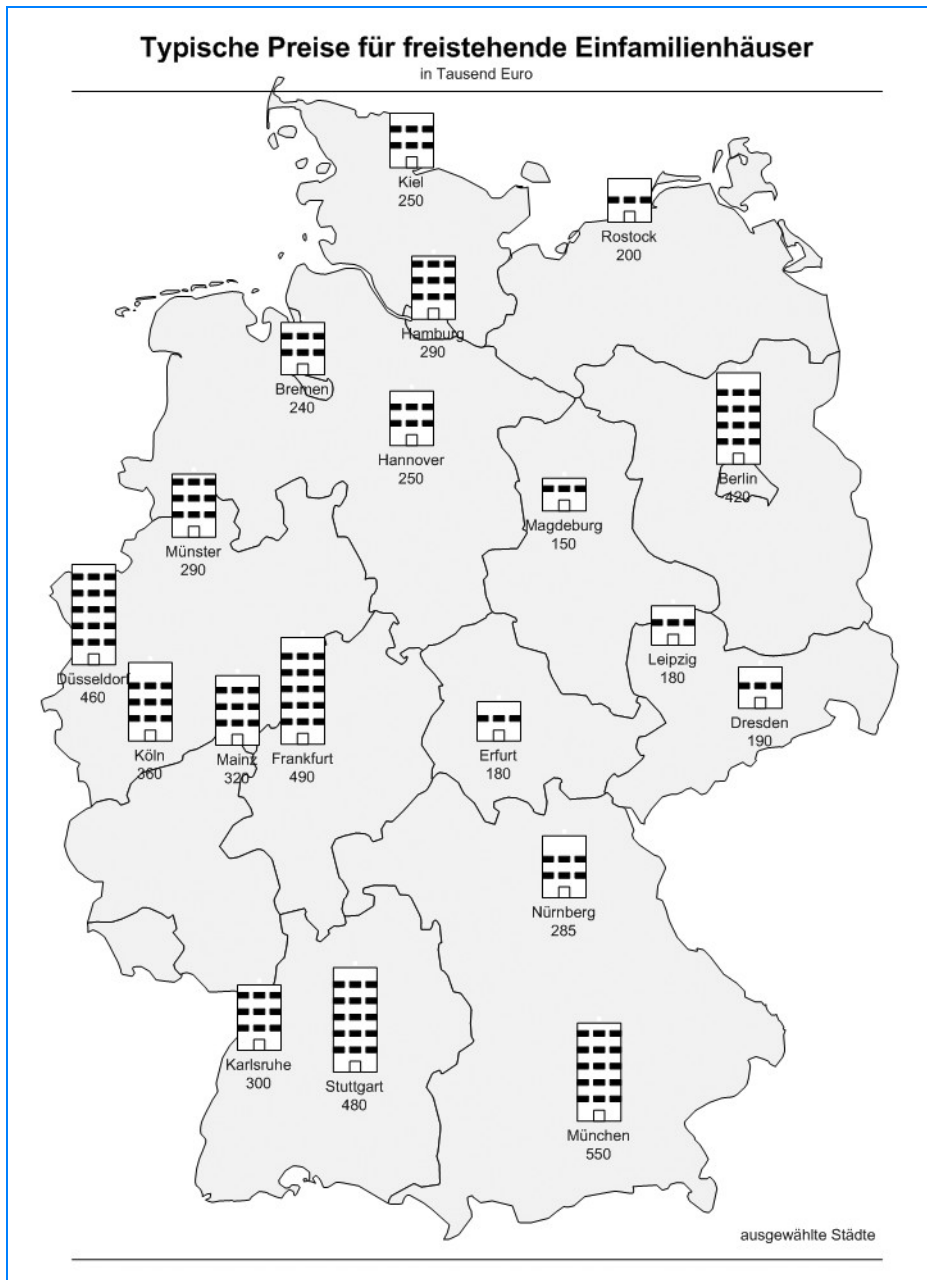 Typische Preise für freistehende Einfamilienhäuser
in Tausend Euro
Kiel
250
Rostock
200
Hamburg
290
Bremen
240
Hannover
250
Berlin
420
Magdeburg
150
Münster
290
Düsseldorf
460
Leipzig
180
Dresden
190
Köln
360
Mainz
320
Frankfurt
490
Erfurt
180
Nürnberg
285
Karlsruhe
300
Stuttgart
480
München
550
ausgewählte Städte